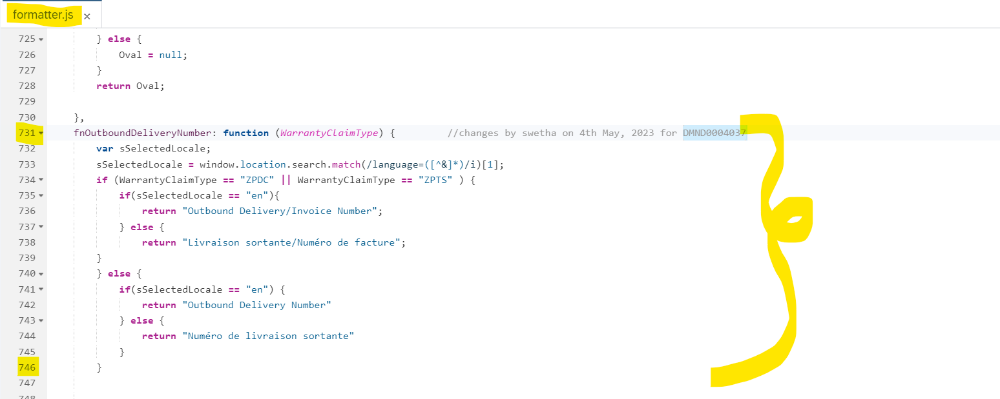 formatter.js ×
725 } else {
726 Oval = null;
727 }
728 return Oval;
729
730 },
731 fnOutboundDeliveryNumber: function (WarrantyClaimType) { //changes by swetha on 4th May, 2023 for DMND0004037
732 var sSelectedLocale;
733 sSelectedLocale = window.location.search.match(/language=([^&]*)/i)[1];
734 if (WarrantyClaimType == "ZPDC" || WarrantyClaimType == "ZPTS" ) {
735 if(sSelectedLocale == "en"){
736 return "Outbound Delivery/Invoice Number";
737 } else {
738 return "Livraison sortante/Numéro de facture";
739 }
740 } else {
741 if(sSelectedLocale == "en") {
742 return "Outbound Delivery Number"
743 } else {
744 return "Numéro de livraison sortante"
745 }
746 }
747
748